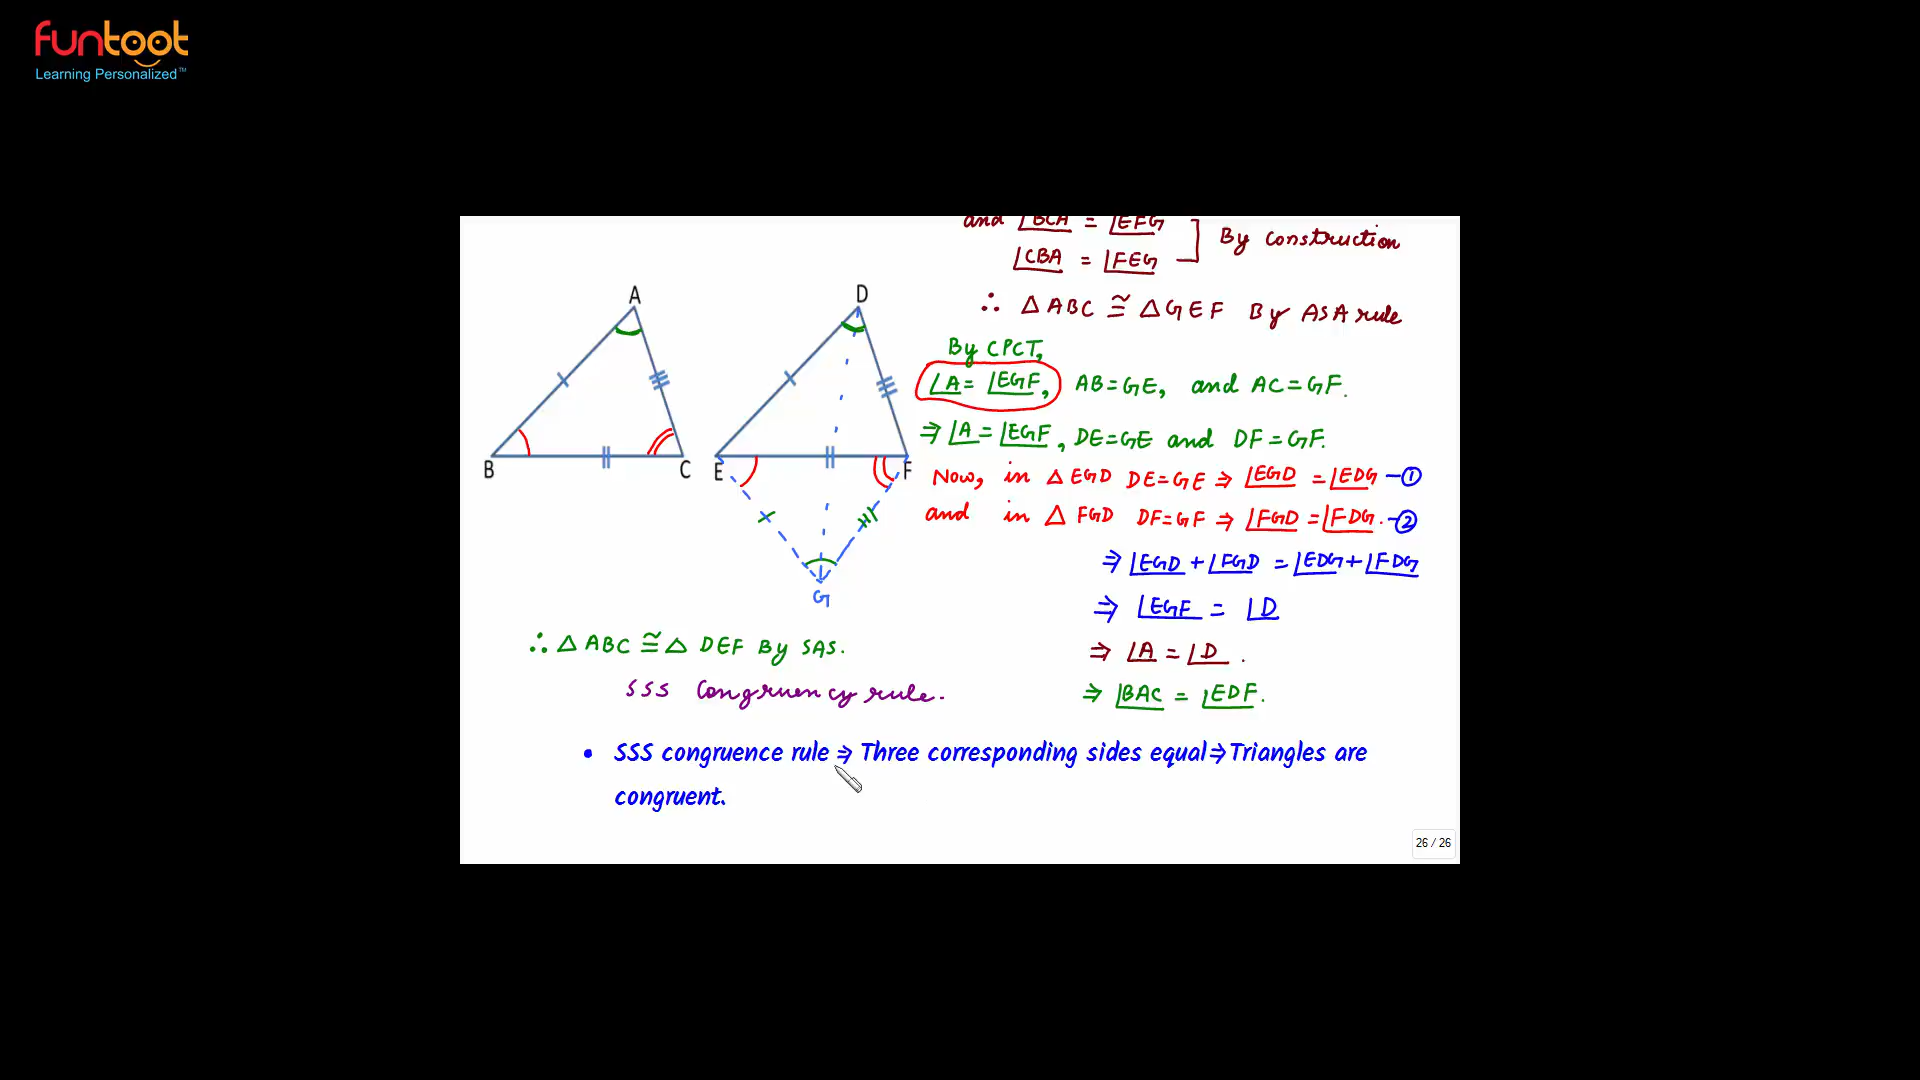 funtoot
Learning Personalized™
and ∠BCA = ∠EFG
∠CBA = ∠FEG
By construction
∴ △ABC ≅ △GEF By ASA rule
By CPCT,
∠A = ∠EGF, AB=GE, and AC=GF.
⇒ ∠A = ∠EGF, DE=GE and DF=GF.
Now, in △EGD DE=GE ⇒ ∠EGD = ∠EDG -①
and in △ FGD DF=GF ⇒ ∠FGD = ∠FDG. -②
⇒ ∠EGD + ∠FGD = ∠EDG + ∠FDG
⇒ ∠EGF = ∠D
⇒ ∠A = ∠D .
⇒ ∠BAC = ∠EDF.
A
B
C
D
E
F
G
∴ △ ABC ≅ △ DEF By SAS.
SSS Congruency rule.
• SSS congruence rule ⇒ Three corresponding sides equal ⇒ Triangles are
congruent.
26 / 26